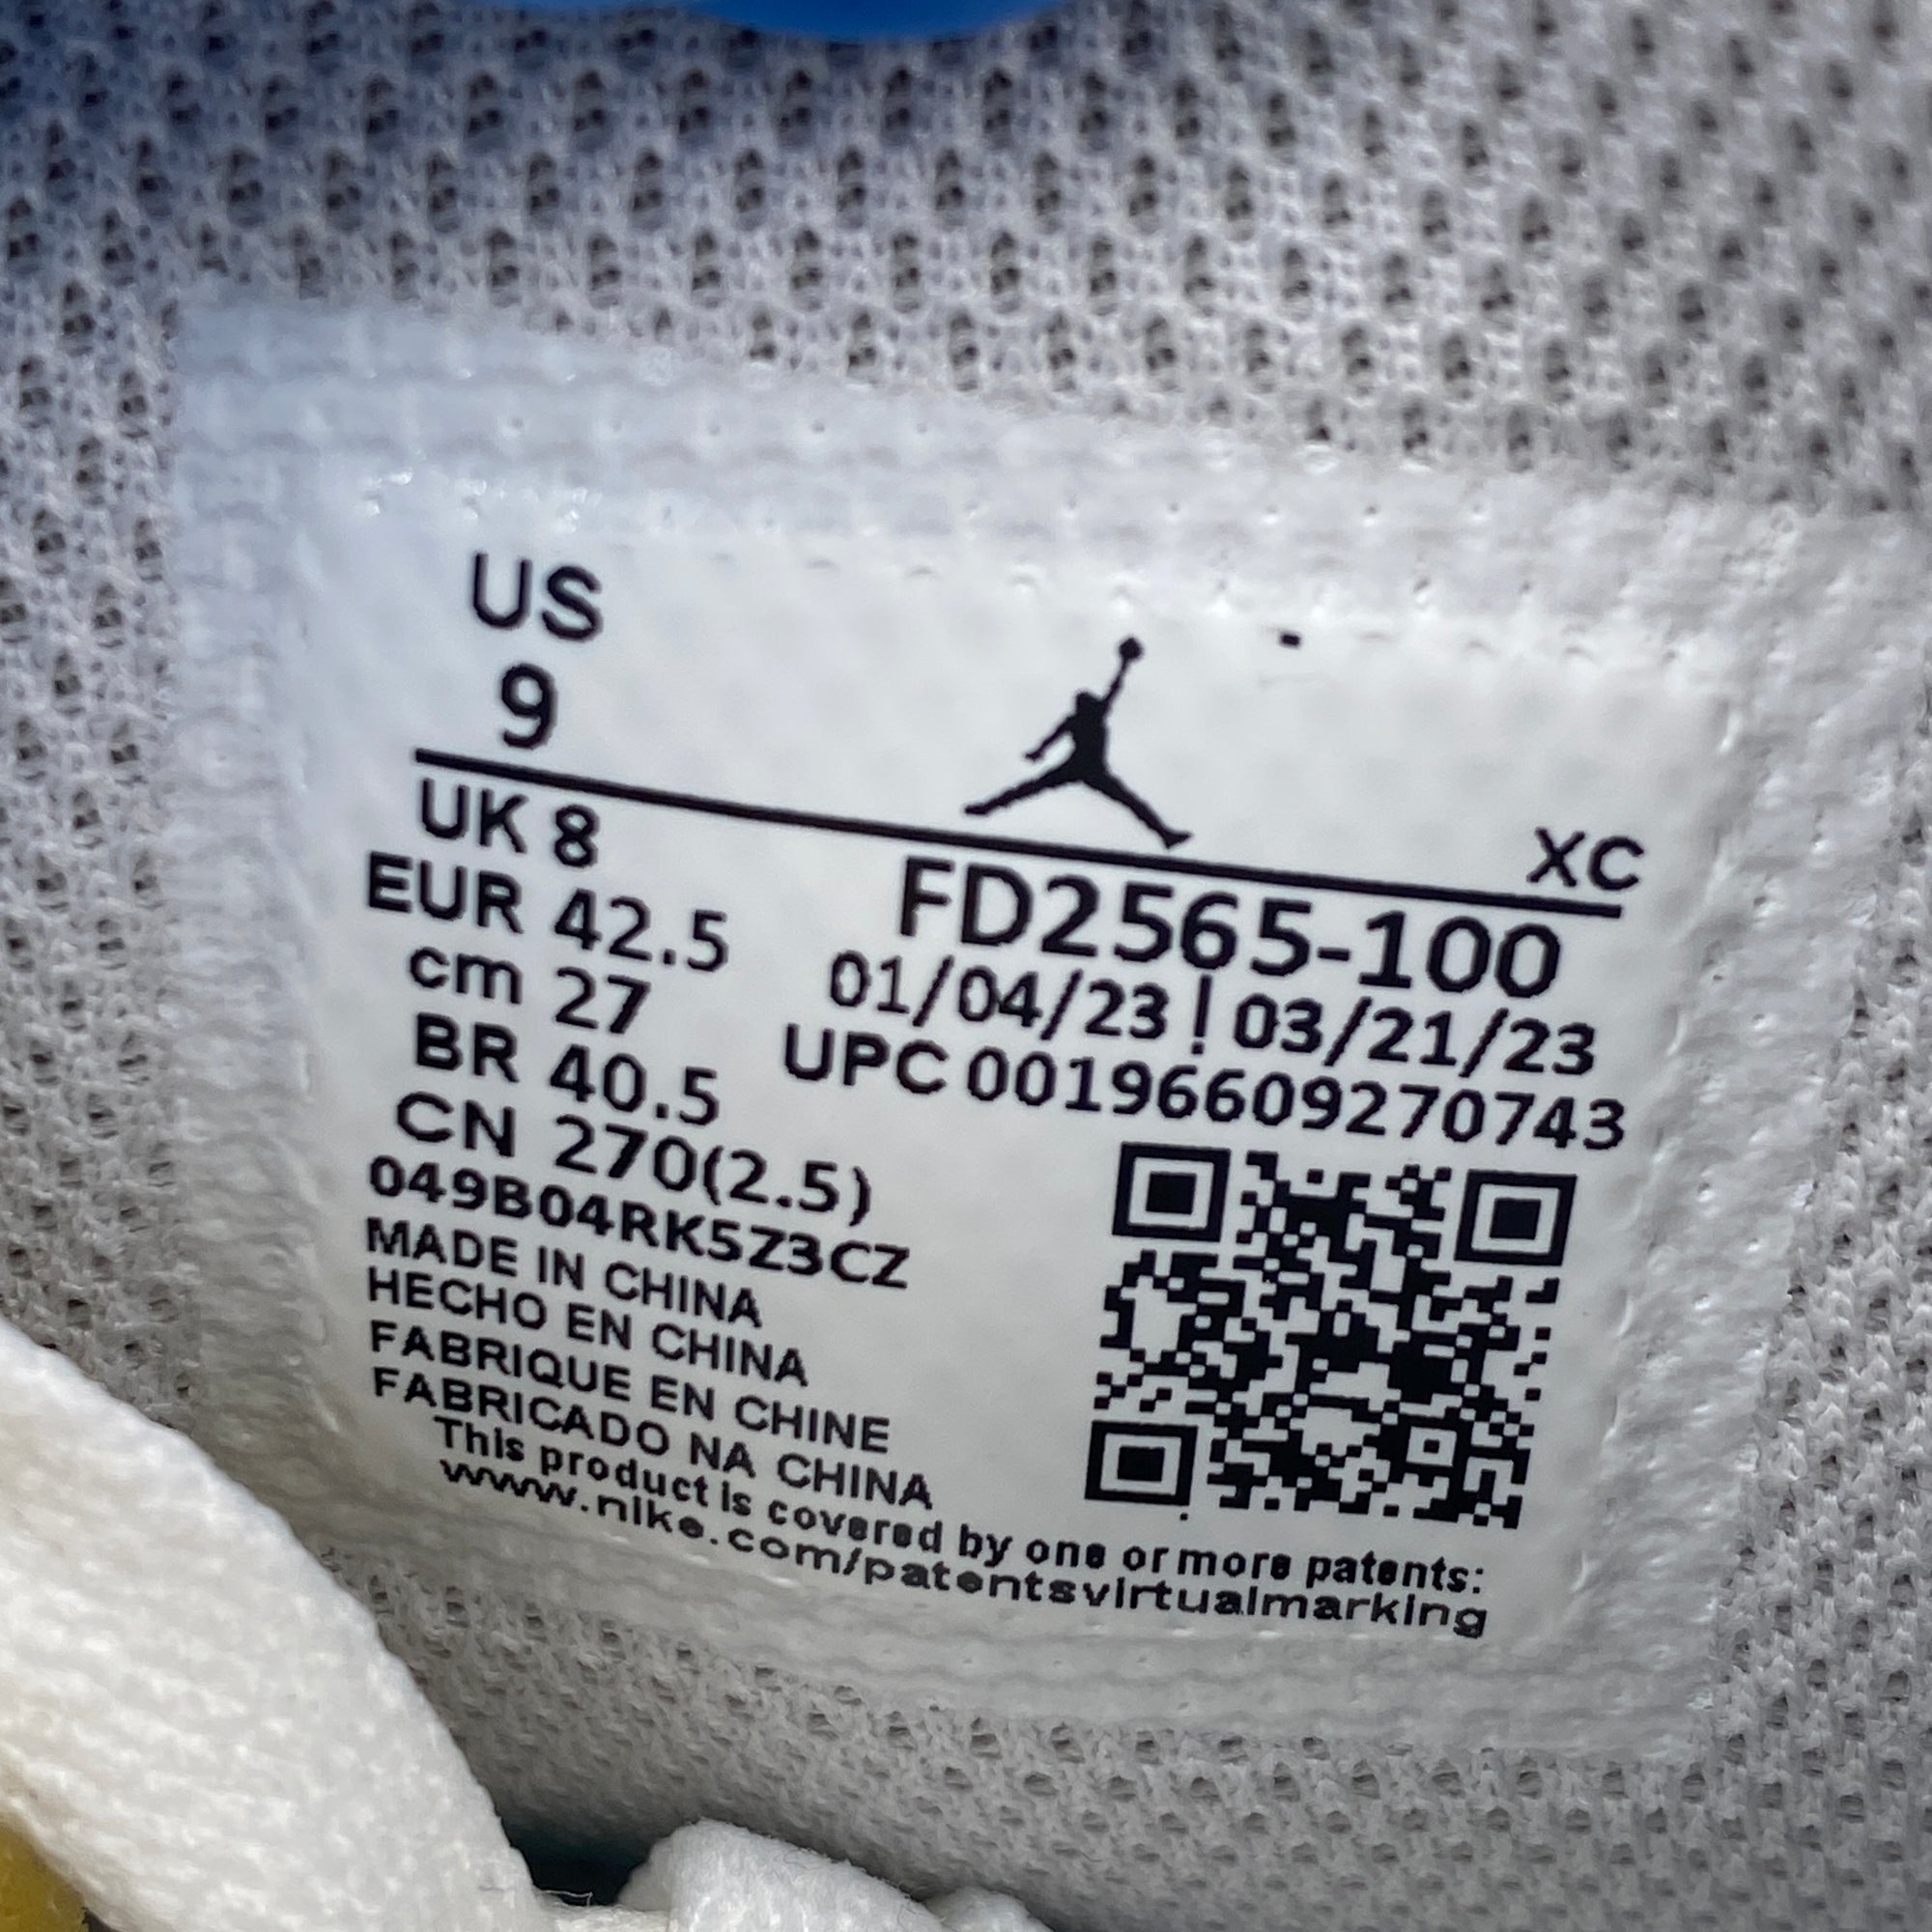 US
9
XC
UK 8
EUR 42.5
cm 27
BR 40.5
CN 270(2.5)
FD2565-100
01/04/23 | 03/21/23
UPC 00196609270743
049B04RK5Z3CZ
MADE IN CHINA
HECHO EN CHINA
FABRIQUE EN CHINE
FABRICADO NA CHINA
This product is covered by one or more patents:
www.nike.com/patentsvirtualmarking